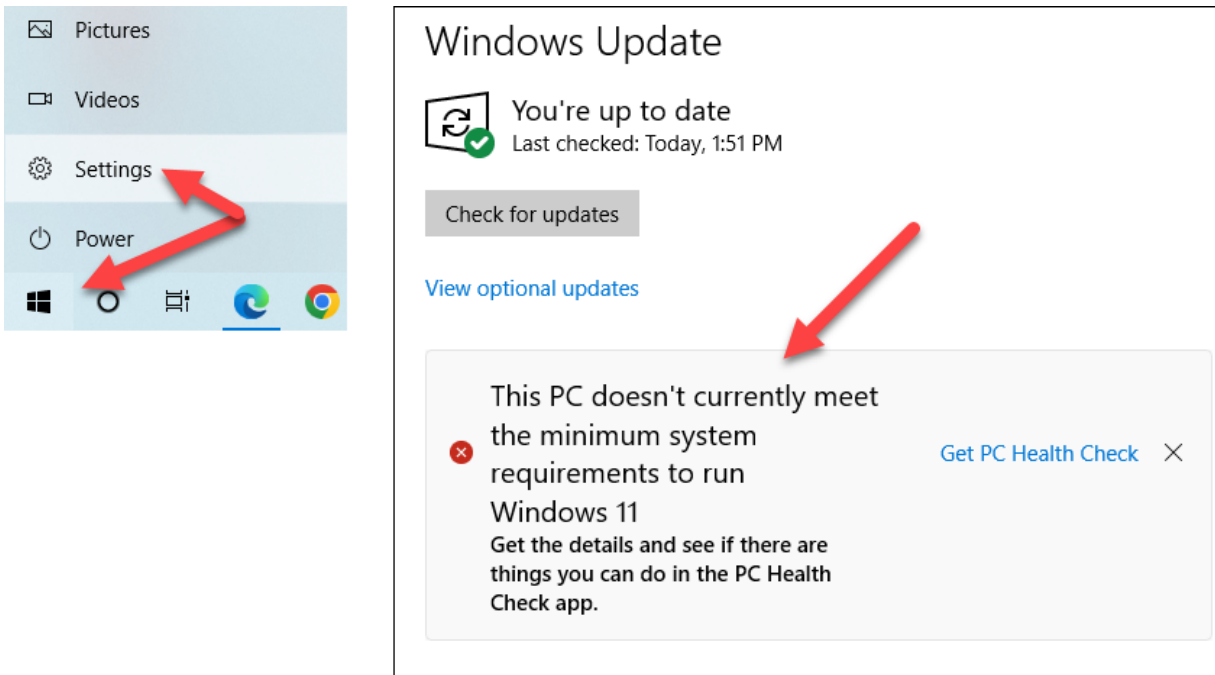 Pictures
Videos
Settings
Power
Windows Update
You're up to date
Last checked: Today, 1:51 PM
Check for updates
View optional updates
This PC doesn't currently meet
the minimum system
requirements to run
Windows 11
Get the details and see if there are
things you can do in the PC Health
Check app.
Get PC Health Check